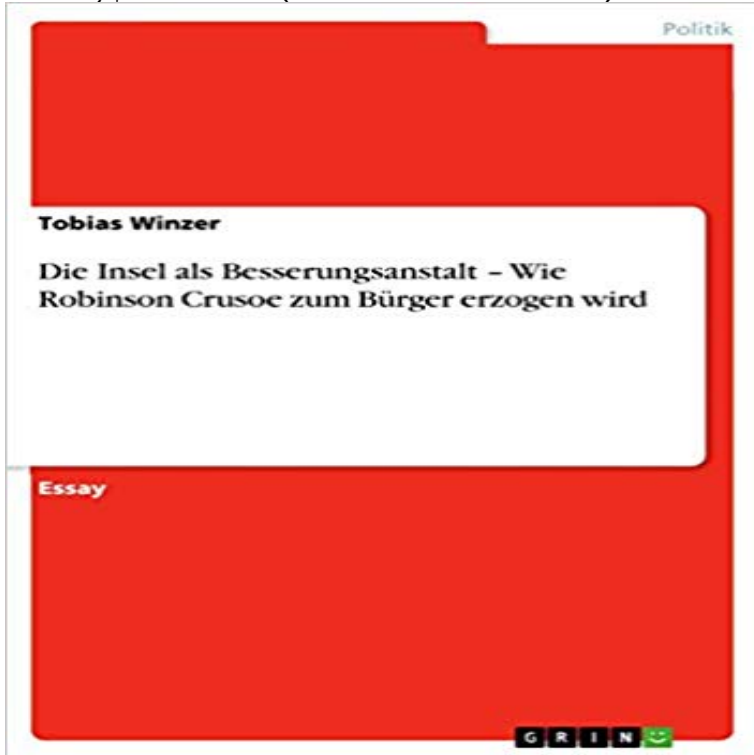 Politik
Tobias Winzer
Die Insel als Besserungsanstalt – Wie
Robinson Crusoe zum Bürger erzogen wird
Essay
GRIN